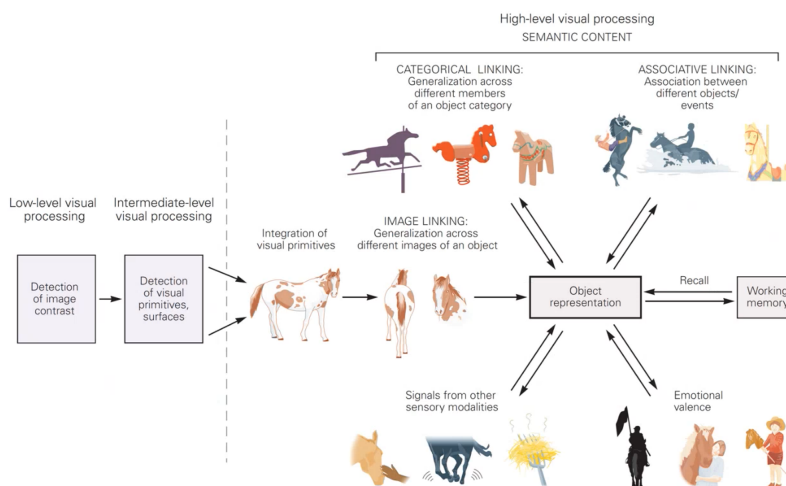 High-level visual processing
SEMANTIC CONTENT
CATEGORICAL LINKING:
Generalization across
different members
of an object category
ASSOCIATIVE LINKING:
Association between
different objects/
events
Low-level visual
processing
Intermediate-level
visual processing
Integration of
visual primitives
IMAGE LINKING:
Generalization across
different images of an object
Detection
of image
contrast
Detection
of visual
primitives,
surfaces
Object
representation
Recall
Working
memory
Signals from other
sensory modalities
Emotional
valence